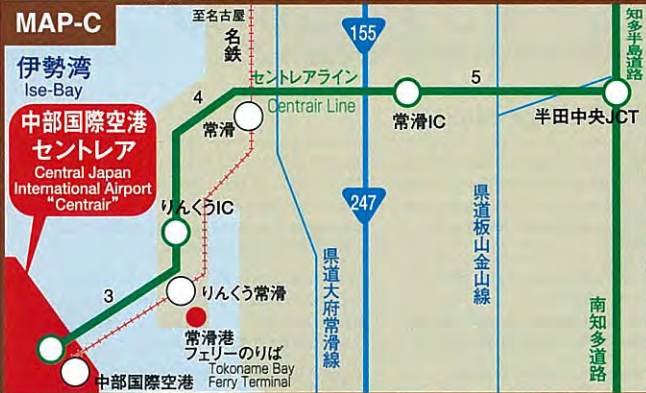 MAP-C
至名古屋
名鉄
155
知多半島道路
伊勢湾
Ise-Bay
セントレアライン
Centrair Line
5
4
常滑
常滑IC
半田中央JCT
中部国際空港
セントレア
Central Japan
International Airport
“Centrair”
りんくうIC
247
県道板山金山線
県道大府常滑線
3
りんくう常滑
常滑港
フェリーのりば
Tokoname Bay
Ferry Terminal
南知多道路
中部国際空港